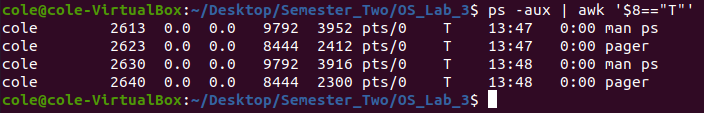 cole@cole-VirtualBox:~/Desktop/Semester_Two/OS_Lab_3$ ps -aux | awk '$8=="T"'
cole 2613 0.0 0.0 9792 3952 pts/0 T 13:47 0:00 man ps
cole 2623 0.0 0.0 8444 2412 pts/0 T 13:47 0:00 pager
cole 2630 0.0 0.0 9792 3916 pts/0 T 13:48 0:00 man ps
cole 2640 0.0 0.0 8444 2300 pts/0 T 13:48 0:00 pager
cole@cole-VirtualBox:~/Desktop/Semester_Two/OS_Lab_3$